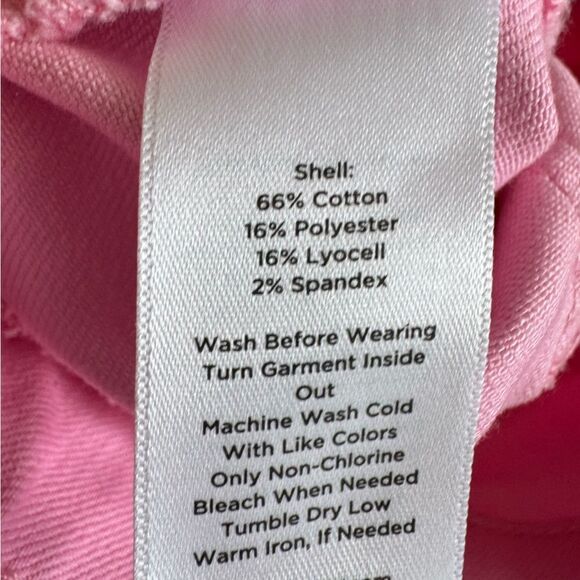 Shell:
66% Cotton
16% Polyester
16% Lyocell
2% Spandex
Wash Before Wearing
Turn Garment Inside
Out
Machine Wash Cold
With Like Colors
Only Non-Chlorine
Bleach When Needed
Tumble Dry Low
Warm Iron, If Needed